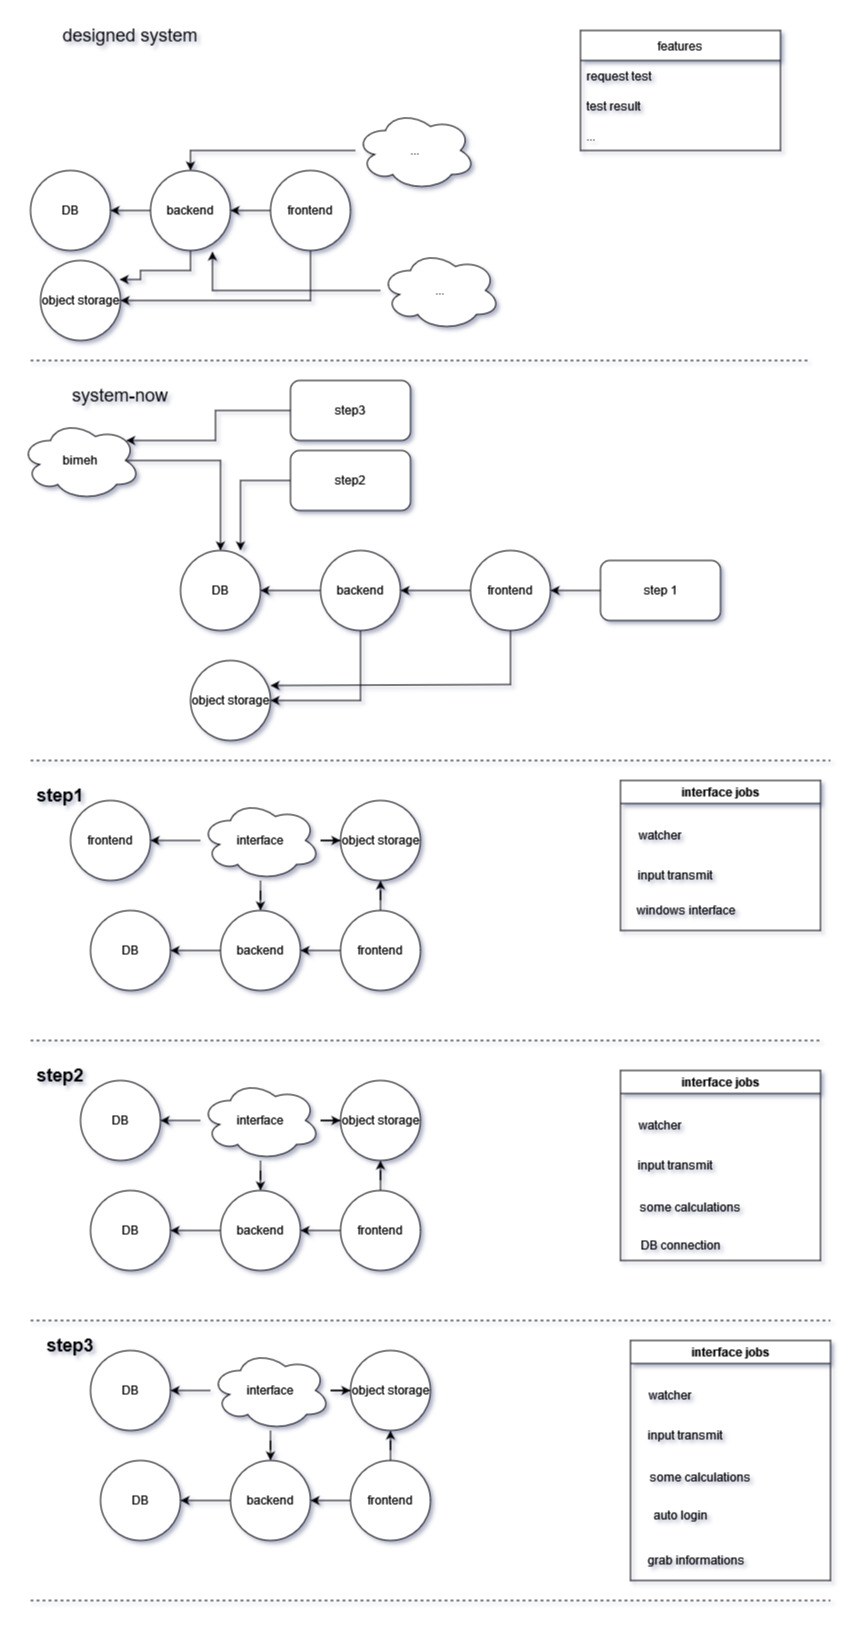 designed system
features
request test
test result
...
...
DB
backend
frontend
object storage
...
system-now
step3
bimeh
step2
DB
backend
frontend
step 1
object storage
step1
interface jobs
frontend
interface
object storage
watcher
input transmit
windows interface
DB
backend
frontend
step2
interface jobs
DB
interface
object storage
watcher
input transmit
some calculations
DB
backend
frontend
DB connection
step3
interface jobs
DB
interface
object storage
watcher
input transmit
some calculations
DB
backend
frontend
auto login
grab informations